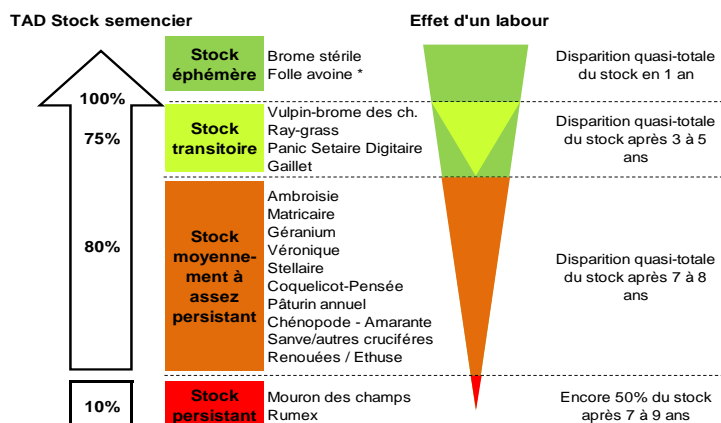 TAD Stock semencier
Effet d'un labour
Stock
éphémère
Brome stérile
Folle avoine *
Disparition quasi-totale
du stock en 1 an
100%
75%
Stock
transitoire
Vulpin-brome des ch.
Ray-grass
Panic Setaire Digitaire
Gaillet
Disparition quasi-totale
du stock après 3 à 5
ans
80%
Stock
moyenne-
ment à
assez
persistant
Ambroisie
Matricaire
Géranium
Véronique
Stellaire
Coquelicot-Pensée
Pâturin annuel
Chénopode - Amarante
Sanve/autres cruciféres
Renouées / Ethuse
Disparition quasi-totale
du stock après 7 à 8
ans
10%
Stock
persistant
Mouron des champs
Rumex
Encore 50% du stock
après 7 à 9 ans